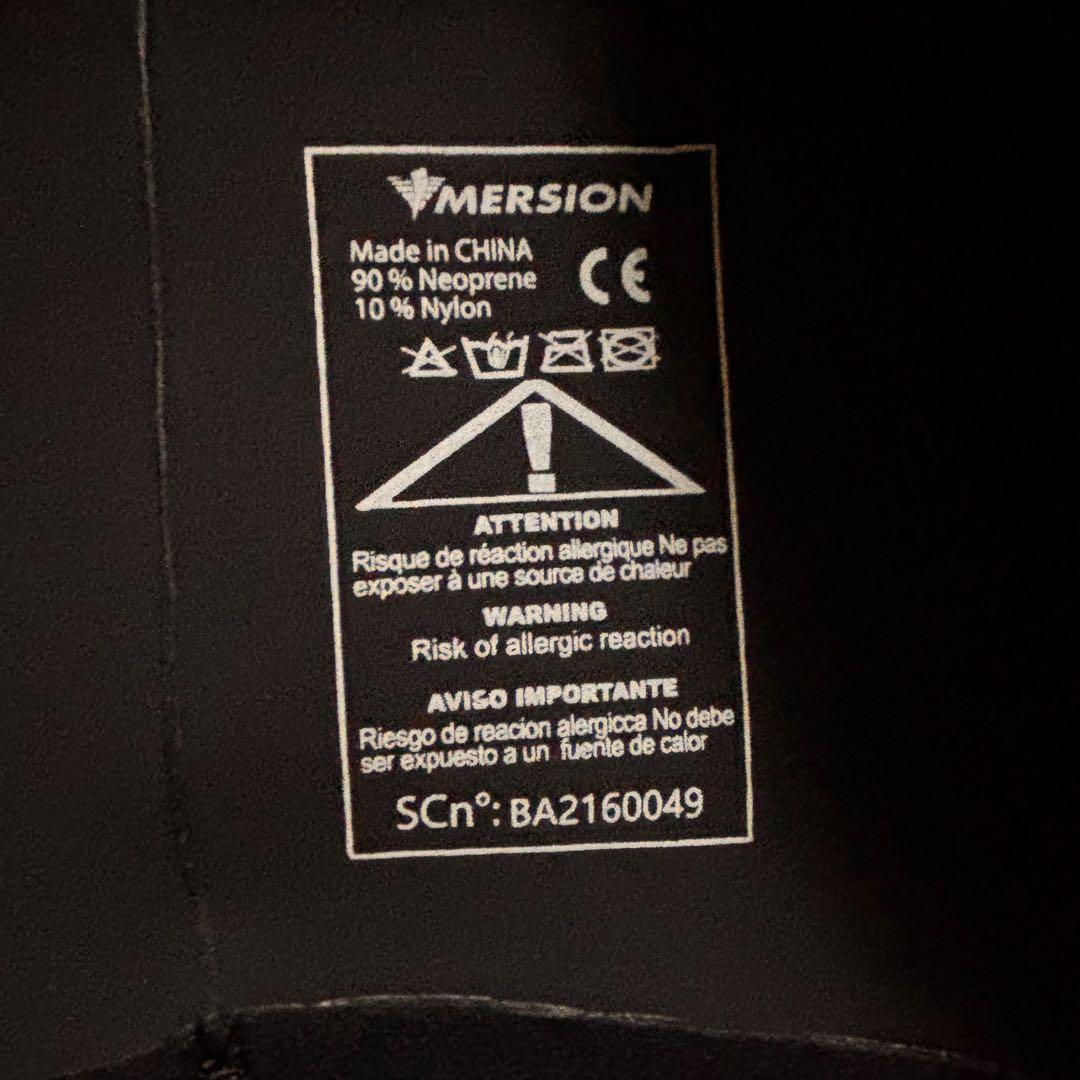 IMERSION
Made in CHINA
90 % Neoprene
10 % Nylon
CE
ATTENTION
Risque de réaction allergique Ne pas
exposer à une source de chaleur
WARNING
Risk of allergic reaction
AVISO IMPORTANTE
Riesgo de reacion alergicca No debe
ser expuesto a un fuente de calor
SCn°: BA2160049